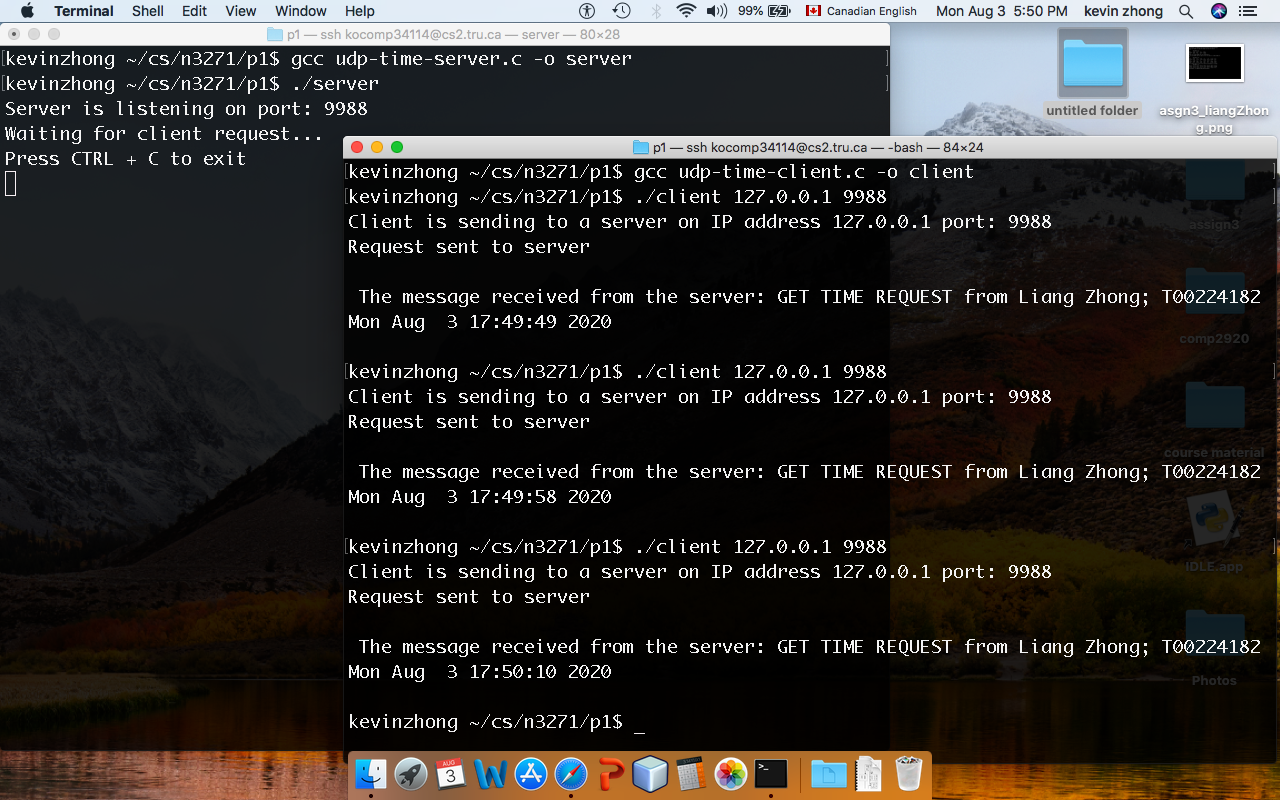 Terminal Shell Edit View Window Help 99% Canadian English Mon Aug 3 5:50 PM kevin zhong
p1 — ssh kocomp34114@cs2.tru.ca — server — 80×28
kevinzhong ~/cs/n3271/p1$ gcc udp-time-server.c -o server
kevinzhong ~/cs/n3271/p1$ ./server
Server is listening on port: 9988
Waiting for client request...
Press CTRL + C to exit
untitled folder
asgn3_liangZhon
g.png
p1 — ssh kocomp34114@cs2.tru.ca — -bash — 84×24
kevinzhong ~/cs/n3271/p1$ gcc udp-time-client.c -o client
kevinzhong ~/cs/n3271/p1$ ./client 127.0.0.1 9988
Client is sending to a server on IP address 127.0.0.1 port: 9988
Request sent to server
The message received from the server: GET TIME REQUEST from Liang Zhong; T00224182
Mon Aug  3 17:49:49 2020
kevinzhong ~/cs/n3271/p1$ ./client 127.0.0.1 9988
Client is sending to a server on IP address 127.0.0.1 port: 9988
Request sent to server
The message received from the server: GET TIME REQUEST from Liang Zhong; T00224182
Mon Aug  3 17:49:58 2020
kevinzhong ~/cs/n3271/p1$ ./client 127.0.0.1 9988
Client is sending to a server on IP address 127.0.0.1 port: 9988
Request sent to server
The message received from the server: GET TIME REQUEST from Liang Zhong; T00224182
Mon Aug  3 17:50:10 2020
kevinzhong ~/cs/n3271/p1$ _
assign3
comp2920
course material
IDLE.app
Photos
AUG
3